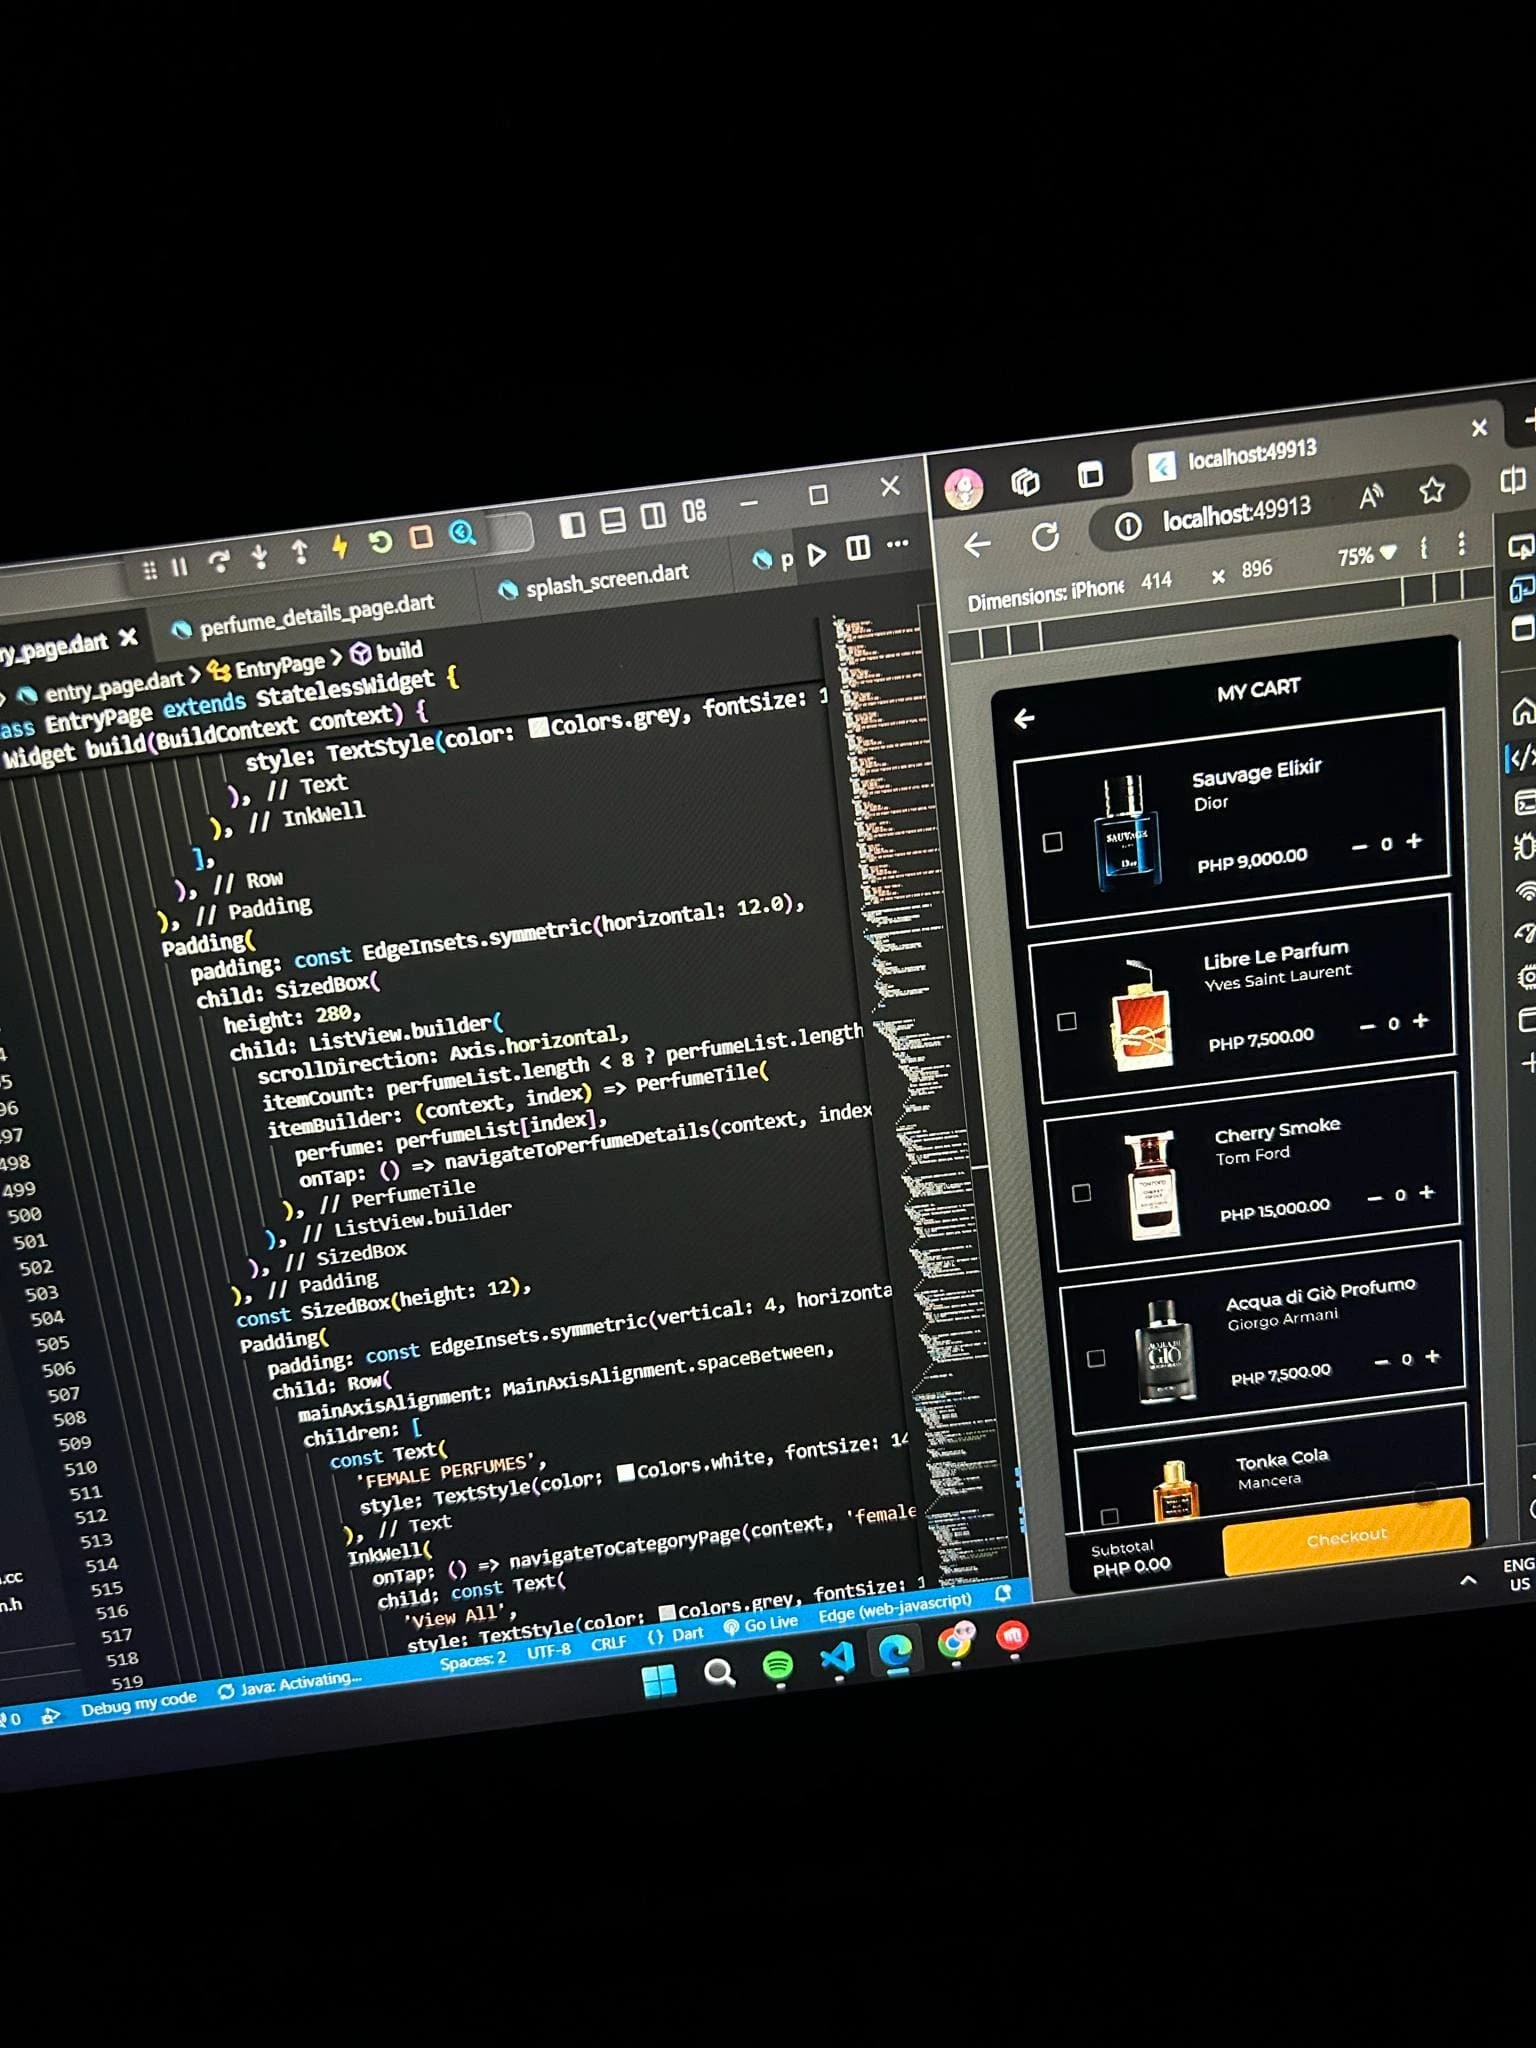 perfume_details_page.dart
splash_screen.dart
p
ry_page.dart
entry_page.dart > EntryPage > build
ass EntryPage extends StatelessWidget {
Widget build(BuildContext context) {
style: TextStyle(color: Colors.grey, fontSize: 1
), // Text
), // InkWell
],
), // Row
), // Padding
Padding(
padding: const EdgeInsets.symmetric(horizontal: 12.0),
child: SizedBox(
height: 280,
child: ListView.builder(
scrollDirection: Axis.horizontal,
itemCount: perfumeList.length < 8 ? perfumeList.length
itemBuilder: (context, index) => PerfumeTile(
perfume: perfumeList[index],
onTap: () => navigateToPerfumeDetails(context, index
), // PerfumeTile
), // ListView.builder
), // SizedBox
), // Padding
const SizedBox(height: 12),
Padding(
padding: const EdgeInsets.symmetric(vertical: 4, horizonta
child: Row(
mainAxisAlignment: MainAxisAlignment.spaceBetween,
children: [
const Text(
'FEMALE PERFUMES',
style: TextStyle(color: Colors.white, fontSize: 14
), // Text
InkWell(
onTap: () => navigateToCategoryPage(context, 'female
child: const Text(
'View All',
style: TextStyle(color: Colors.grey, fontSize: 1
4
95
96
497
498
499
500
501
502
503
504
505
506
507
508
509
510
511
512
513
514
515
516
517
518
519
.cc
n.h
0
Debug my code
Java: Activating...
Spaces: 2
UTF-8
CRLF
{} Dart
Go Live
Edge (web-javascript)
localhost:49913
localhost:49913
Dimensions: iPhone 414 × 896 75%
MY CART
Sauvage Elixir
Dior
PHP 9,000.00 − 0 +
SAUVAGE
Dior
Libre Le Parfum
Yves Saint Laurent
PHP 7,500.00 − 0 +
Cherry Smoke
Tom Ford
PHP 15,000.00 − 0 +
TOM FORD
Acqua di Giò Profumo
Giorgo Armani
PHP 7,500.00 − 0 +
ACQUA DI
GIÒ
Tonka Cola
Mancera
Subtotal
PHP 0.00
Checkout
ENG
US